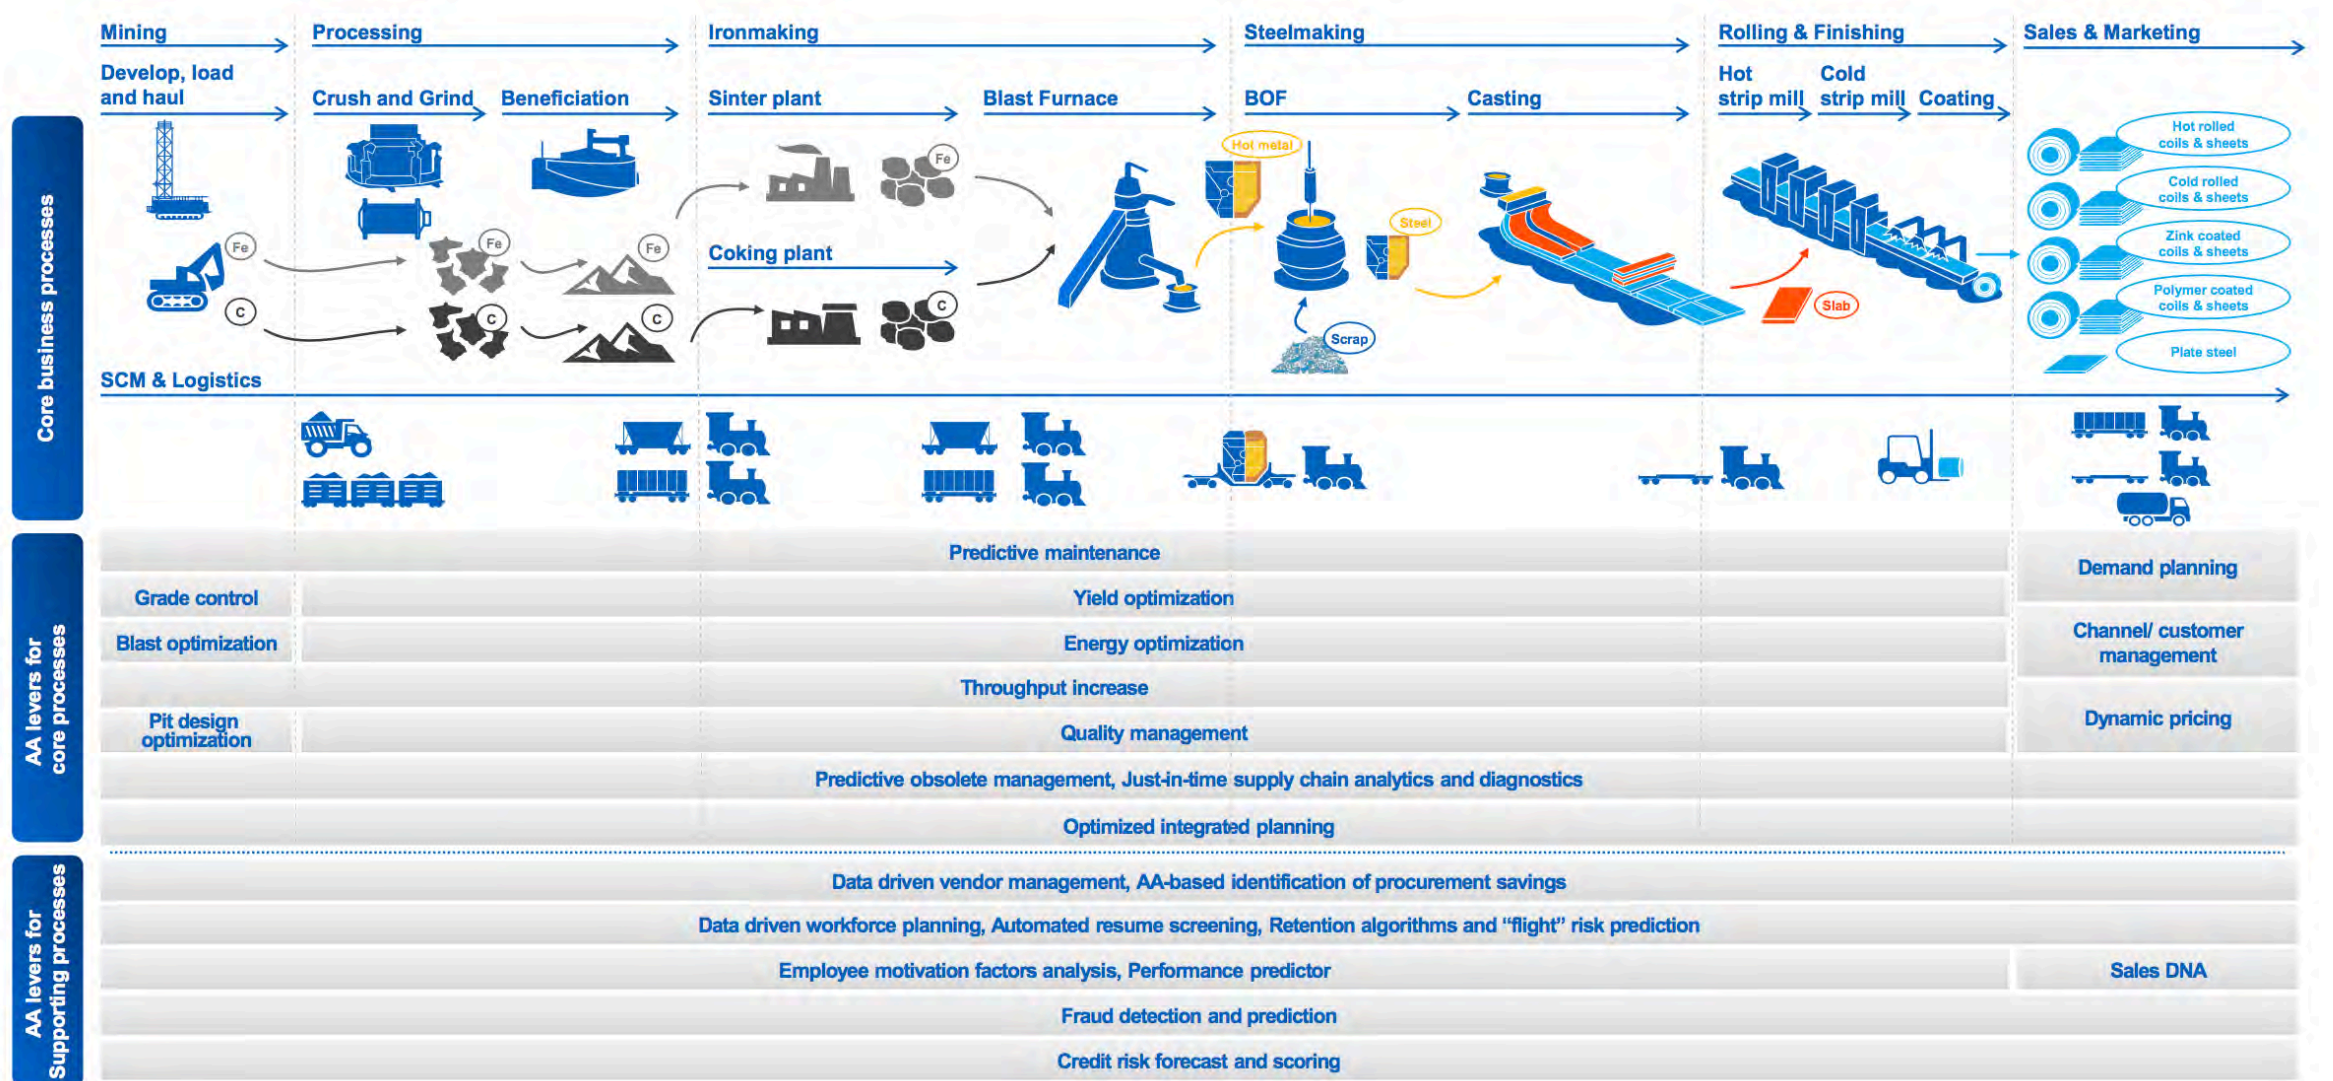 Mining
Processing
Ironmaking
Steelmaking
Rolling & Finishing
Sales & Marketing
Develop, load
and haul
Crush and Grind
Beneficiation
Sinter plant
Blast Furnace
BOF
Casting
Hot
strip mill
Cold
strip mill
Coating
Core business processes
Fe
C
Fe
C
Fe
C
Fe
Coking plant
C
Hot metal
Steel
Scrap
Slab
Hot rolled
coils & sheets
Cold rolled
coils & sheets
Zink coated
coils & sheets
Polymer coated
coils & sheets
Plate steel
SCM & Logistics
AA levers for
core processes
Predictive maintenance
Demand planning
Grade control
Yield optimization
Blast optimization
Energy optimization
Channel/ customer
management
Throughput increase
Pit design
optimization
Quality management
Dynamic pricing
Predictive obsolete management, Just-in-time supply chain analytics and diagnostics
Optimized integrated planning
AA levers for
Supporting processes
Data driven vendor management, AA-based identification of procurement savings
Data driven workforce planning, Automated resume screening, Retention algorithms and “flight” risk prediction
Employee motivation factors analysis, Performance predictor
Sales DNA
Fraud detection and prediction
Credit risk forecast and scoring